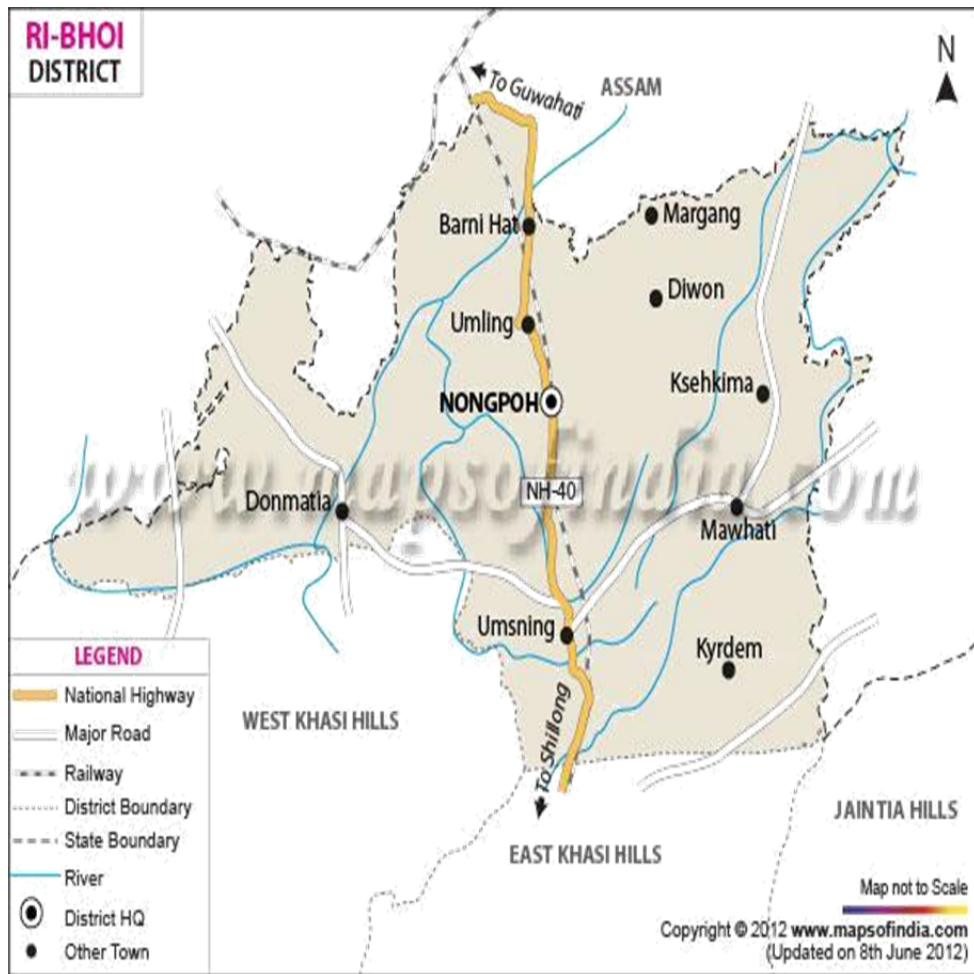 RI-BHOI
DISTRICT
N
To Guwahati
ASSAM
Barni Hat
Margang
Diwon
Umling
Ksehkima
NONGPOH
www.mapsofindia.com
NH-40
Donmatia
Mawhati
Umsning
Kyrdem
LEGEND
National Highway
Major Road
Railway
District Boundary
State Boundary
River
District HQ
Other Town
WEST KHASI HILLS
To Shillong
EAST KHASI HILLS
JAINTIA HILLS
Map not to Scale
Copyright © 2012 www.mapsofindia.com
(Updated on 8th June 2012)